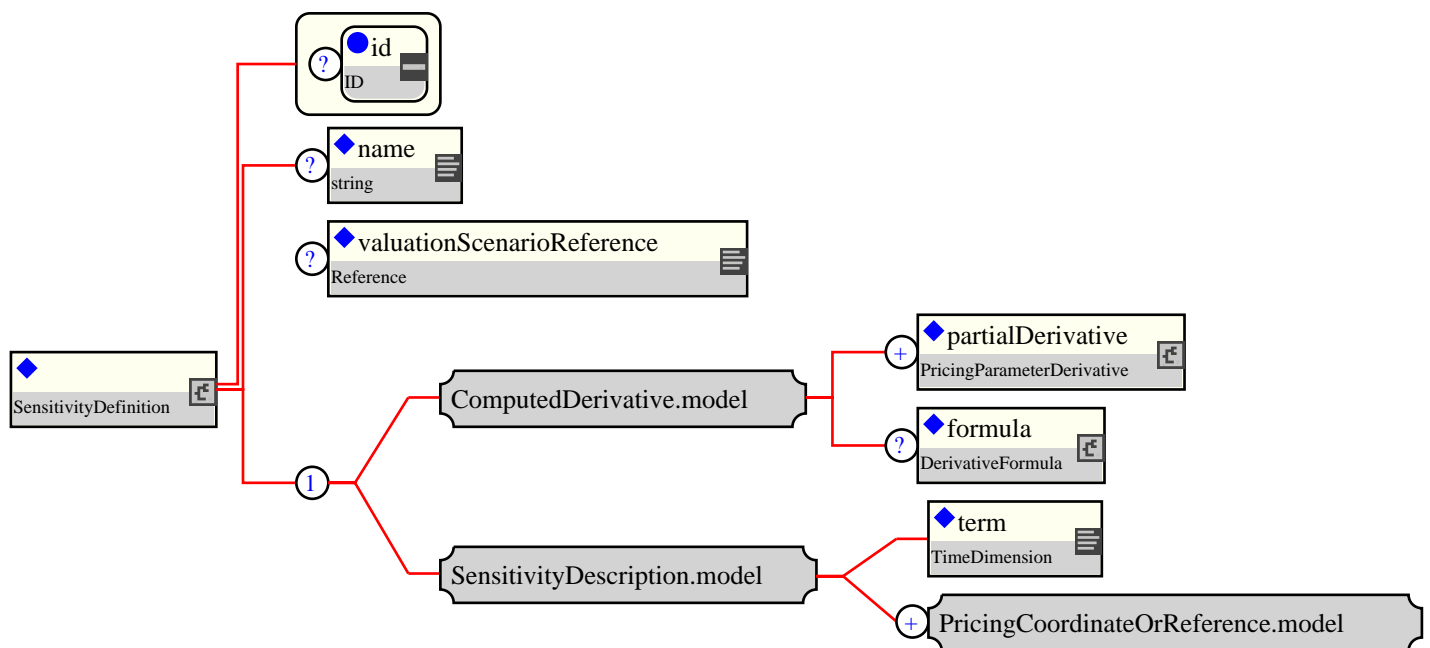 ?
id
ID
?
name
string
?
valuationScenarioReference
Reference
SensitivityDefinition
+
partialDerivative
PricingParameterDerivative
ComputedDerivative.model
?
formula
DerivativeFormula
1
term
TimeDimension
SensitivityDescription.model
+
PricingCoordinateOrReference.model